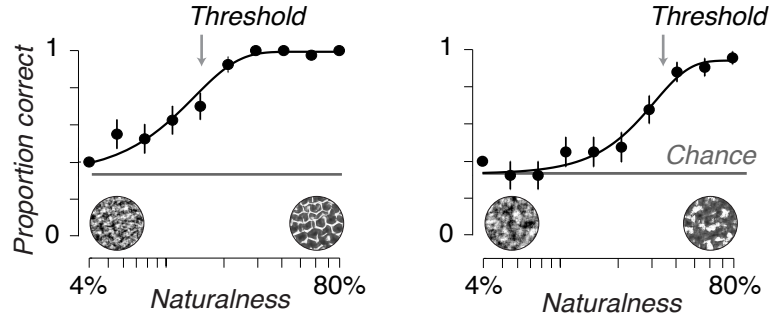 Threshold
Threshold
1
Proportion correct
0
4%
Naturalness
80%
1
Chance
0
4%
Naturalness
80%